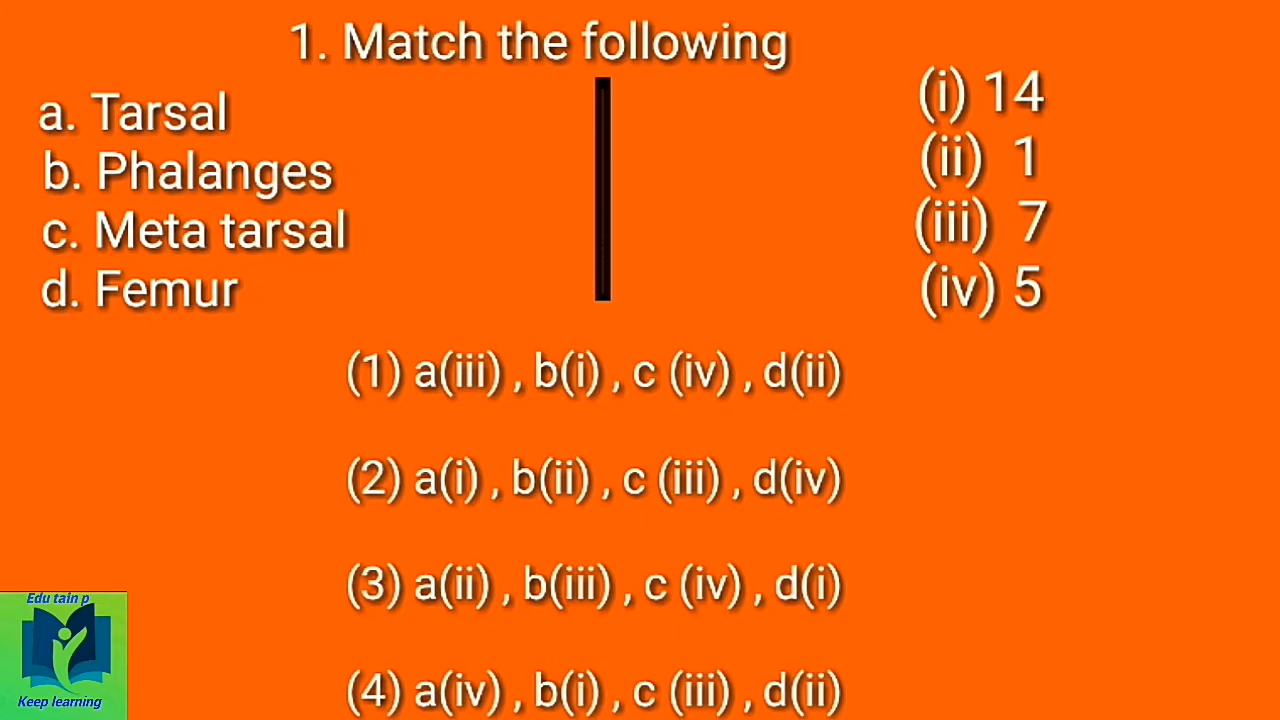 1. Match the following
a. Tarsal
b. Phalanges
c. Meta tarsal
d. Femur
(i) 14
(ii) 1
(iii) 7
(iv) 5
(1) a(iii) , b(i) , c (iv) , d(ii)
(2) a(i) , b(ii) , c (iii) , d(iv)
(3) a(ii) , b(iii) , c (iv) , d(i)
(4) a(iv) , b(i) , c (iii) , d(ii)
Edu tain p
Keep learning